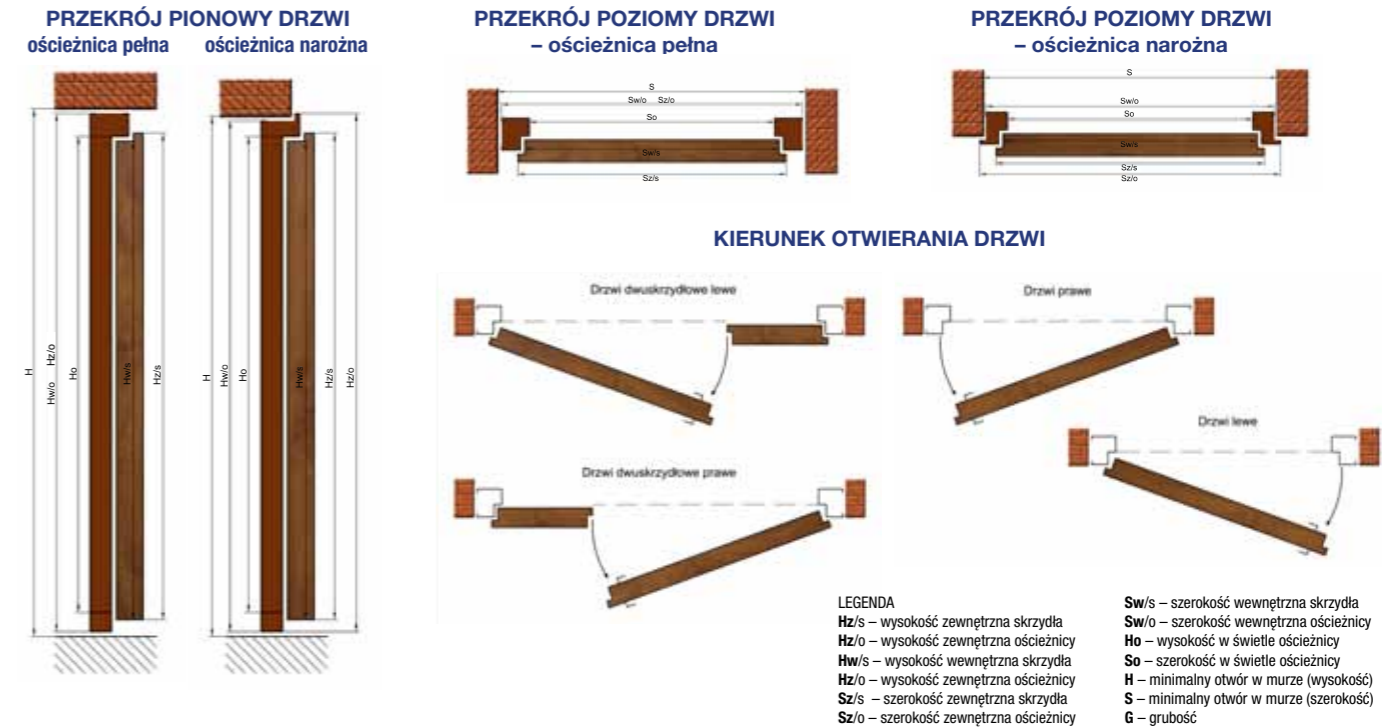 PRZEKRÓJ PIONOWY DRZWI
ościeżnica pełna
ościeżnica narożna
H
Hw/o Hz/o
Ho
Hw/s
Hz/s
H
Hw/o
Ho
Hw/s
Hz/s
Hz/o
PRZEKRÓJ POZIOMY DRZWI
– ościeżnica pełna
S
Sw/o Sz/o
So
Sw/s
Sz/s
PRZEKRÓJ POZIOMY DRZWI
– ościeżnica narożna
S
Sw/o
So
Sw/s
Sz/s
Sz/o
KIERUNEK OTWIERANIA DRZWI
Drzwi dwuskrzydłowe lewe
Drzwi prawe
Drzwi lewe
Drzwi dwuskrzydłowe prawe
LEGENDA
Hz/s – wysokość zewnętrzna skrzydła
Hz/o – wysokość zewnętrzna ościeżnicy
Hw/s – wysokość wewnętrzna skrzydła
Hz/o – wysokość zewnętrzna ościeżnicy
Sz/s – szerokość zewnętrzna skrzydła
Sz/o – szerokość zewnętrzna ościeżnicy
Sw/s – szerokość wewnętrzna skrzydła
Sw/o – szerokość wewnętrzna ościeżnicy
Ho – wysokość w świetle ościeżnicy
So – szerokość w świetle ościeżnicy
H – minimalny otwór w murze (wysokość)
S – minimalny otwór w murze (szerokość)
G – grubość